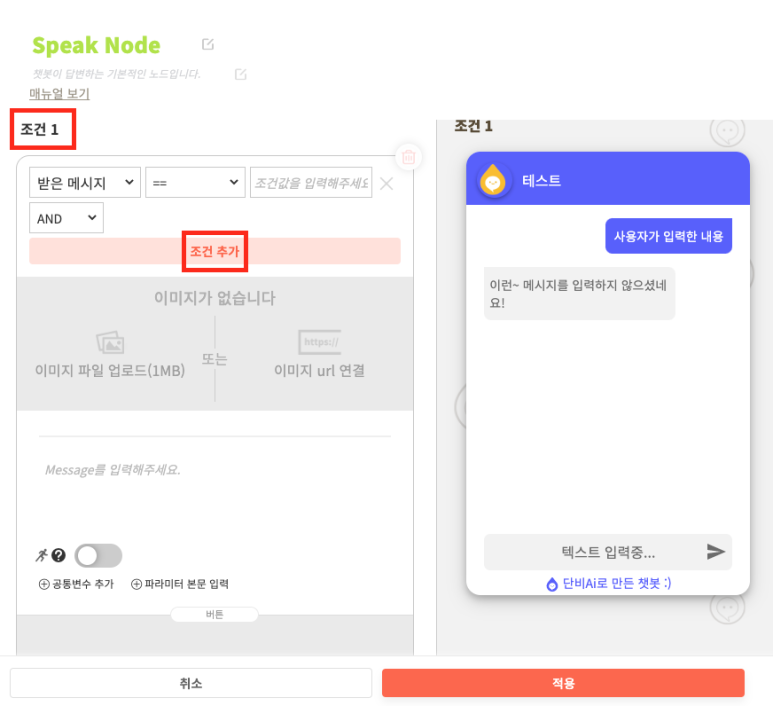 Speak Node
챗봇이 답변하는 기본적인 노드입니다.
매뉴얼 보기
조건 1
받은 메시지
==
조건값을 입력해주세요
AND
조건 추가
이미지가 없습니다
https://
이미지 파일 업로드(1MB)
또는
이미지 url 연결
Message를 입력해주세요.
공통변수 추가
파라미터 본문 입력
버튼
조건 1
테스트
사용자가 입력한 내용
이런~ 메시지를 입력하지 않으셨네
요!
텍스트 입력중...
단비Ai로 만든 챗봇 :)
취소
적용